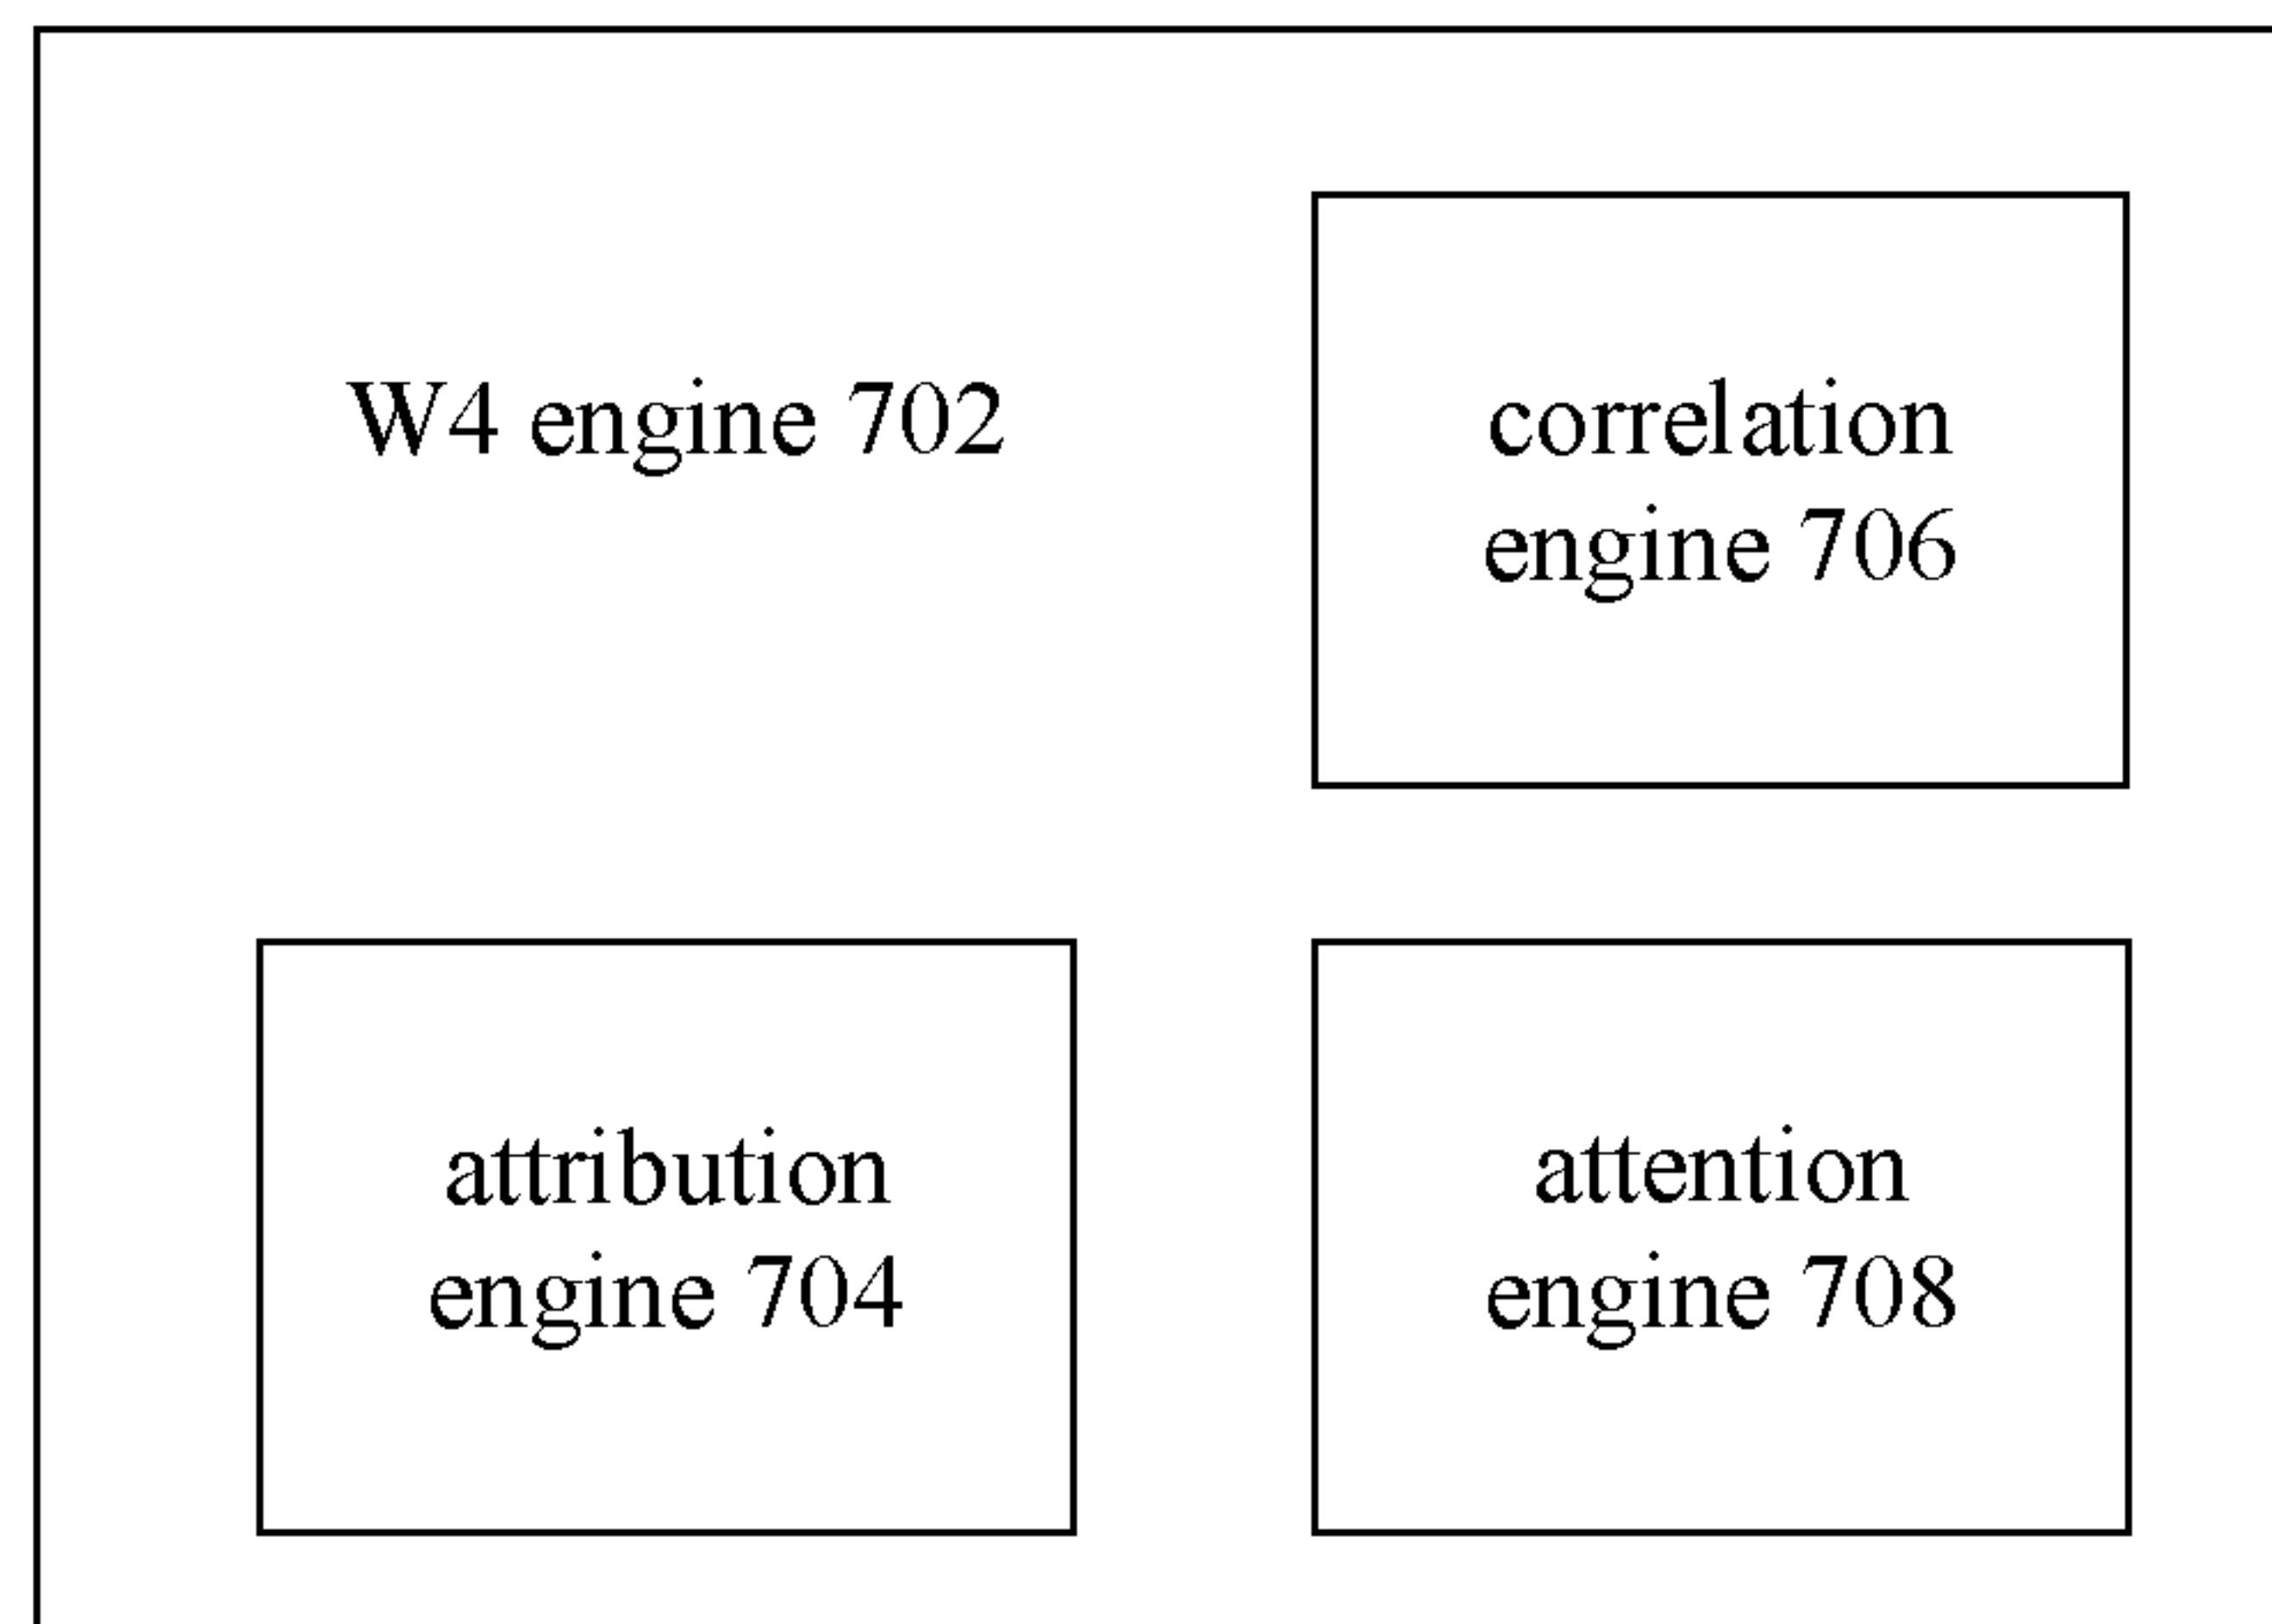 W4 engine 702
correlation
engine 706
attribution
engine 704
attention
engine 708